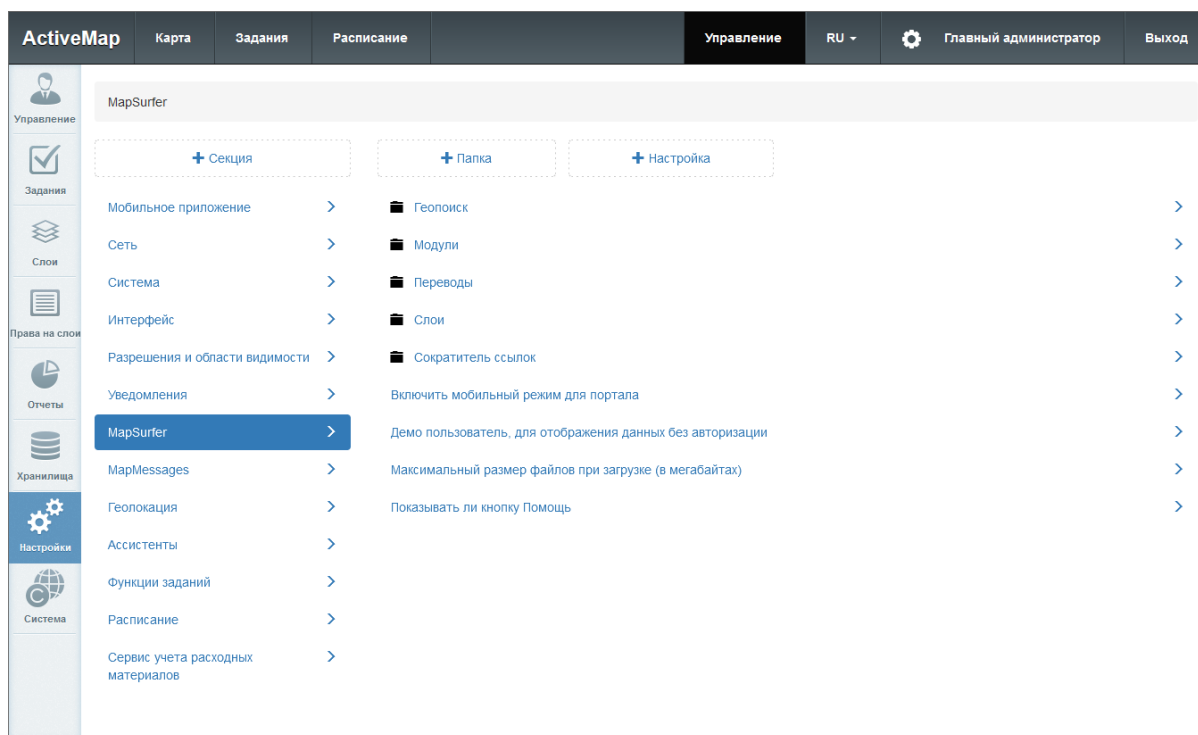 ActiveMap Карта Задания Расписание Управление RU Главный администратор Выход
Управление
Задания
Слои
Права на слои
Отчеты
Хранилища
Настройки
Система
MapSurfer
+ Секция
+ Папка
+ Настройка
Мобильное приложение
Сеть
Система
Интерфейс
Разрешения и области видимости
Уведомления
MapSurfer
MapMessages
Геолокация
Ассистенты
Функции заданий
Расписание
Сервис учета расходных
материалов
Геопоиск
Модули
Переводы
Слои
Сократитель ссылок
Включить мобильный режим для портала
Демо пользователь, для отображения данных без авторизации
Максимальный размер файлов при загрузке (в мегабайтах)
Показывать ли кнопку Помощь